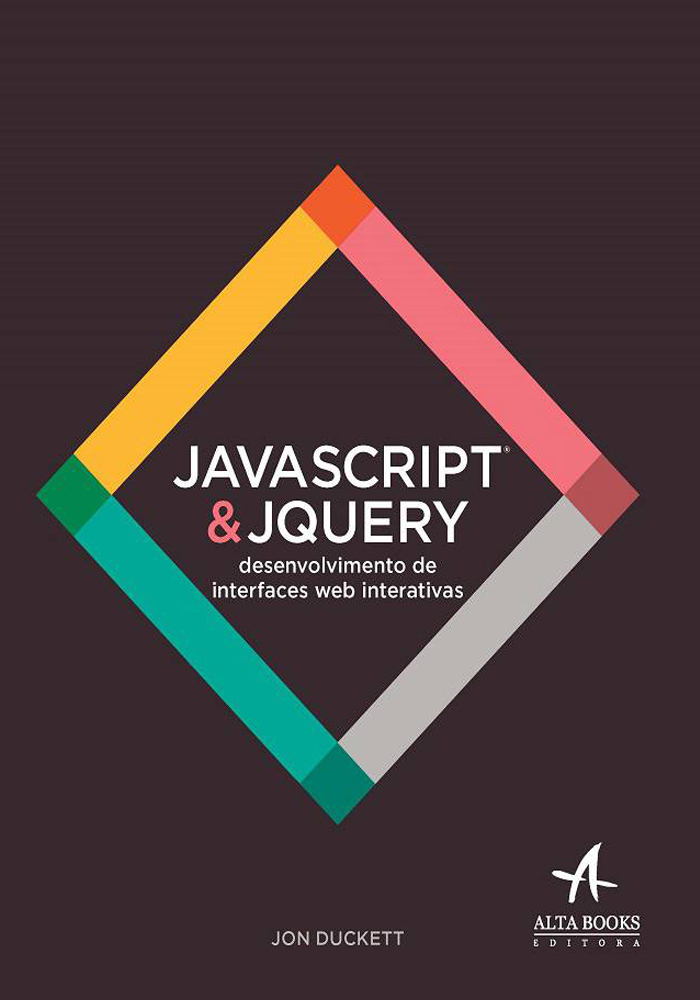 JAVASCRIPT®
& JQUERY
desenvolvimento de
interfaces web interativas
JON DUCKETT
ALTA BOOKS
EDITORA